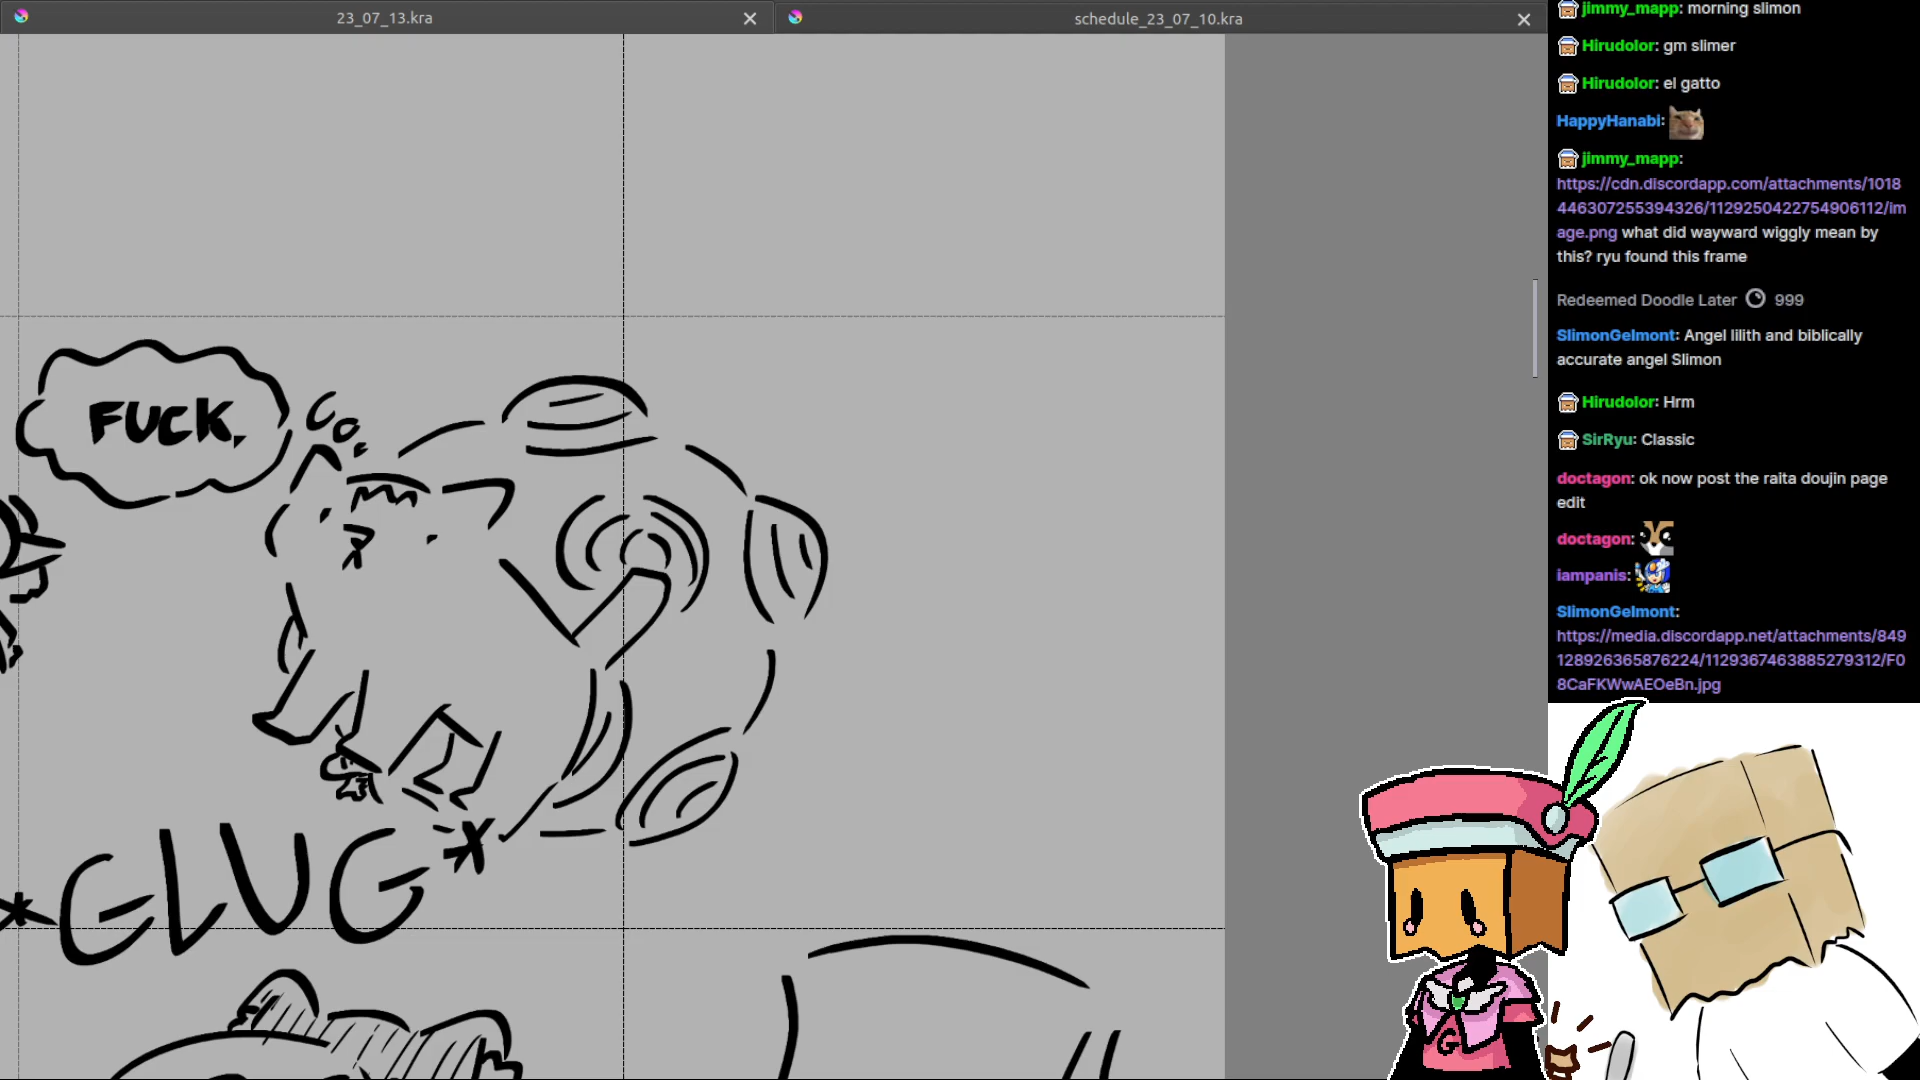 23_07_13.kra
schedule_23_07_10.kra
jimmy_mapp: morning slimon
Hirudolor: gm slimer
Hirudolor: el gatto
HappyHanabi:
jimmy_mapp:
https://cdn.discordapp.com/attachments/1018
446307255394326/1129250422754906112/im
age.png what did wayward wiggly mean by
this? ryu found this frame
Redeemed Doodle Later 999
SlimonGelmont: Angel lilith and biblically
accurate angel Slimon
Hirudolor: Hrm
SirRyu: Classic
doctagon: ok now post the raita doujin page
edit
doctagon:
iampanis:
SlimonGelmont:
https://media.discordapp.net/attachments/849
128926365876224/1129367463885279312/F0
8CaFKWwAEOeBn.jpg
FUCK.
*GLUG*
G